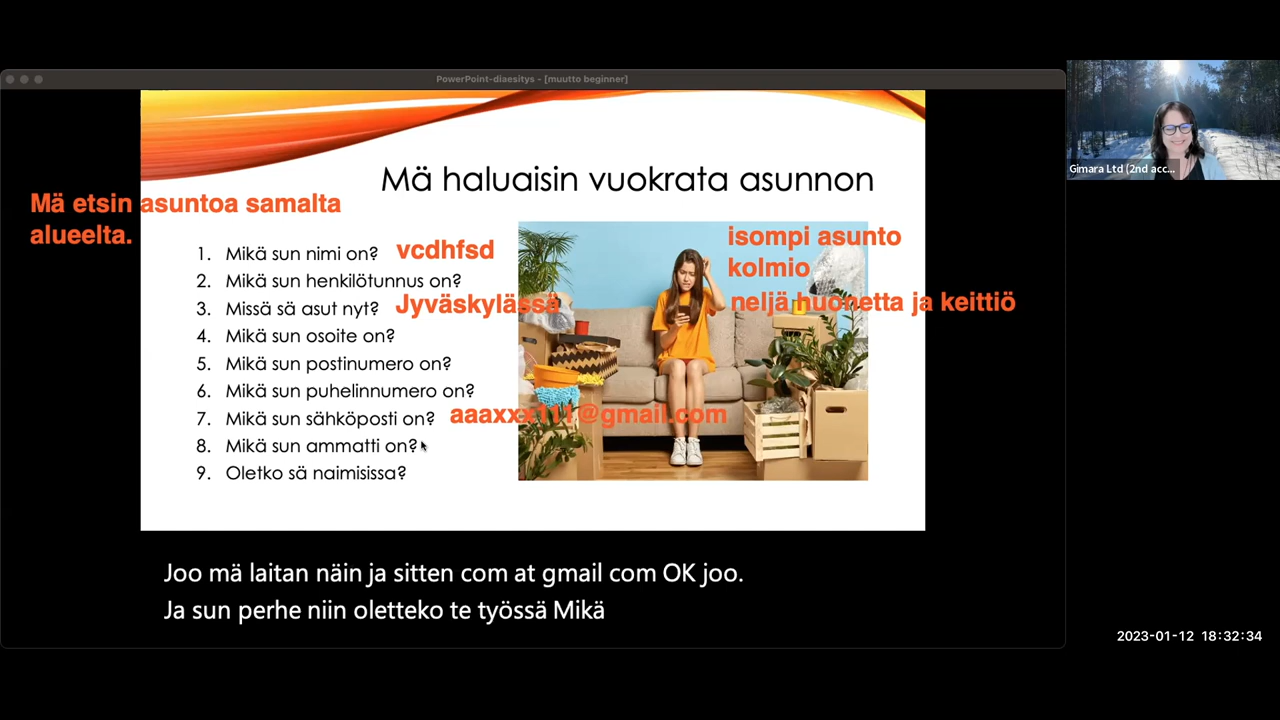 PowerPoint-diaesitys - [muutto beginner]
Gimara Ltd (2nd acc...
Mä haluaisin vuokrata asunnon
Mä etsin asuntoa samalta
alueelta.
1. Mikä sun nimi on? vcdhfsd
2. Mikä sun henkilötunnus on?
3. Missä sä asut nyt? Jyväskylässä
4. Mikä sun osoite on?
5. Mikä sun postinumero on?
6. Mikä sun puhelinnumero on?
7. Mikä sun sähköposti on? aaaxxx111@gmail.com
8. Mikä sun ammatti on?
9. Oletko sä naimisissa?
isompi asunto
kolmio
neljä huonetta ja keittiö
Joo mä laitan näin ja sitten com at gmail com OK joo.
Ja sun perhe niin oletteko te työssä Mikä
2023-01-12 18:32:34